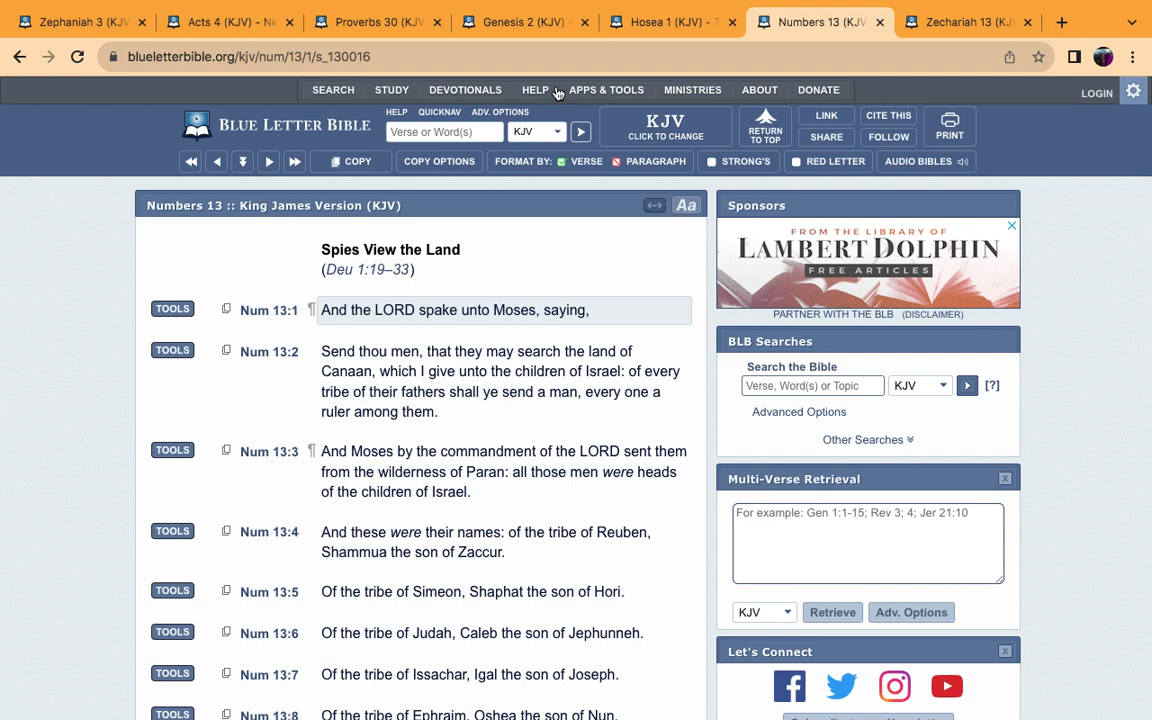 Zephaniah 3 (KJV)
Acts 4 (KJV) - Ne
Proverbs 30 (KJV)
Genesis 2 (KJV) -
Hosea 1 (KJV) - T
Numbers 13 (KJV
Zechariah 13 (KJ
blueletterbible.org/kjv/num/13/1/s_130016
SEARCH STUDY DEVOTIONALS HELP APPS & TOOLS MINISTRIES ABOUT DONATE LOGIN
BLUE LETTER BIBLE
HELP QUICKNAV ADV. OPTIONS
Verse or Word(s) KJV
KJV
CLICK TO CHANGE
RETURN
TO TOP
LINK CITE THIS
SHARE FOLLOW
PRINT
COPY COPY OPTIONS FORMAT BY: VERSE PARAGRAPH STRONG'S RED LETTER AUDIO BIBLES
Numbers 13 :: King James Version (KJV) Aa
Spies View the Land
(Deu 1:19–33)
TOOLS Num 13:1 ¶ And the LORD spake unto Moses, saying,
TOOLS Num 13:2 Send thou men, that they may search the land of
Canaan, which I give unto the children of Israel: of every
tribe of their fathers shall ye send a man, every one a
ruler among them.
TOOLS Num 13:3 ¶ And Moses by the commandment of the LORD sent them
from the wilderness of Paran: all those men were heads
of the children of Israel.
TOOLS Num 13:4 And these were their names: of the tribe of Reuben,
Shammua the son of Zaccur.
TOOLS Num 13:5 Of the tribe of Simeon, Shaphat the son of Hori.
TOOLS Num 13:6 Of the tribe of Judah, Caleb the son of Jephunneh.
TOOLS Num 13:7 Of the tribe of Issachar, Igal the son of Joseph.
TOOLS Num 13:8 Of the tribe of Ephraim, Oshea the son of Nun.
Sponsors
FROM THE LIBRARY OF
LAMBERT DOLPHIN
FREE ARTICLES
PARTNER WITH THE BLB (DISCLAIMER)
BLB Searches
Search the Bible
Verse, Word(s) or Topic KJV [?]
Advanced Options
Other Searches
Multi-Verse Retrieval
For example: Gen 1:1-15; Rev 3; 4; Jer 21:10
KJV Retrieve Adv. Options
Let's Connect